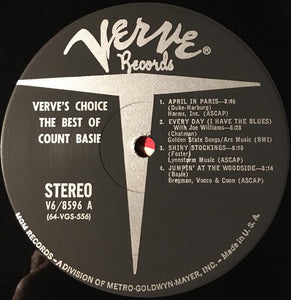 Verve®
Records
VERVE'S CHOICE
THE BEST OF
COUNT BASIE
STEREO
V6/8596 A
(64-VGS-556)
1. APRIL IN PARIS—3:46
(Duke-Harburg)
Harms, Inc. (ASCAP)
2. EVERY DAY (I HAVE THE BLUES)
With Joe Williams—5:23
(Chatman)
Golden State Songs/Arc Music (BMI)
3. SHINY STOCKINGS—5:15
(Foster)
Lynnstorm Music (ASCAP)
4. JUMPIN' AT THE WOODSIDE—5:14
(Basie)
Bregman, Vocco & Conn (ASCAP)
MGM RECORDS—A DIVISION OF METRO-GOLDWYN-MAYER, INC.—Made in U.S.A.